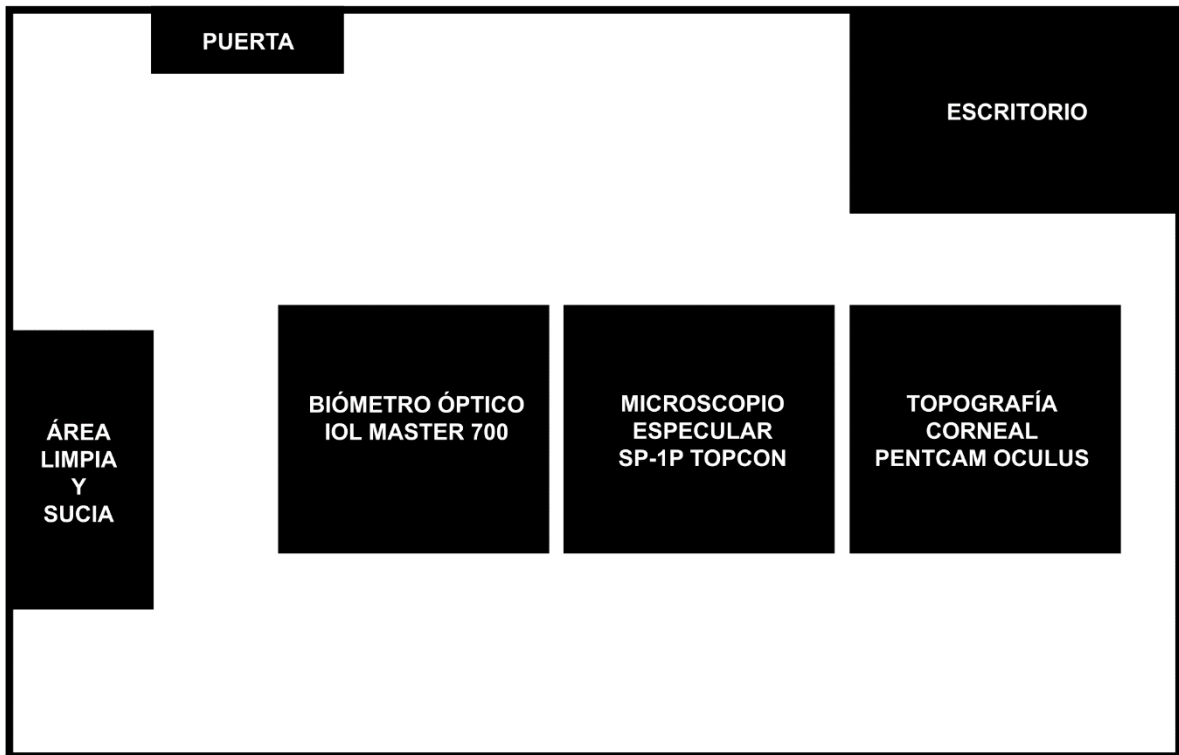 PUERTA
ESCRITORIO
ÁREA
LIMPIA
Y
SUCIA
BIÓMETRO ÓPTICO
IOL MASTER 700
MICROSCOPIO
ESPECULAR
SP-1P TOPCON
TOPOGRAFÍA
CORNEAL
PENTCAM OCULUS